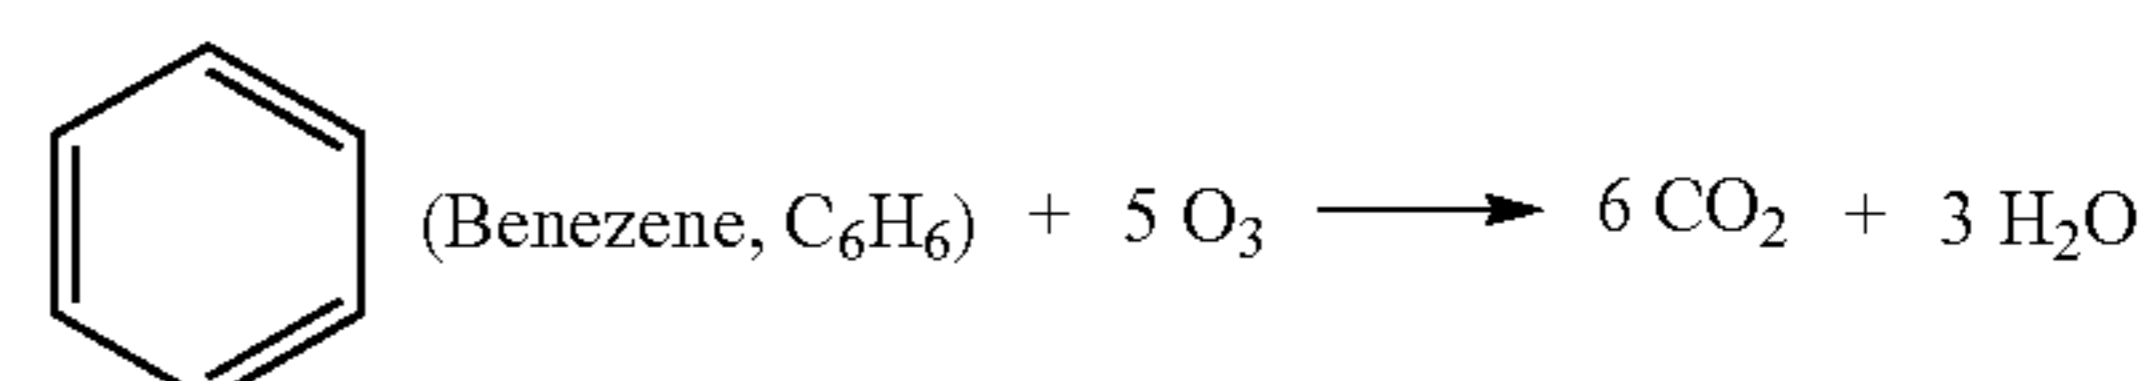 (Benezene, C₆H₆) + 5 O₃ ⟶ 6 CO₂ + 3 H₂O